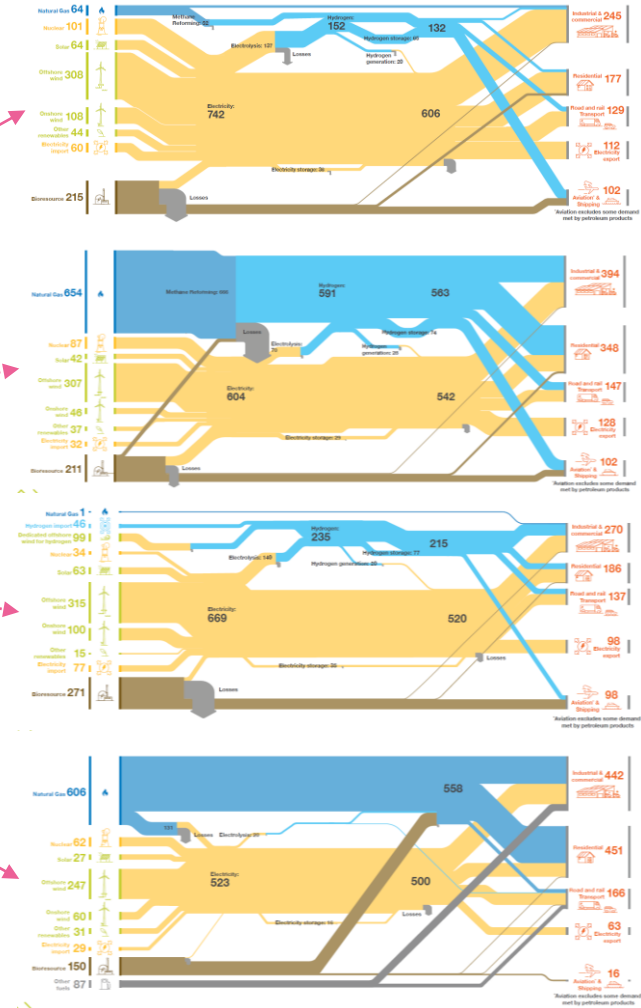 Natural Gas 64
Nuclear 101
Solar 64
Offshore
wind 308
Onshore
wind 108
Other
renewables 44
Electricity
import 60
Bioresource 215
Methane
Reforming:
Electrolysis:
Losses
Hydrogen:
152
Hydrogen storage:
Hydrogen
generation:
132
Electricity:
742
606
Electricity storage:
Losses
Industrial &
commercial 245
Residential 177
Road and rail
Transport 129
112
Electricity
export
102
Aviation* &
Shipping
*Aviation excludes some demand
met by petroleum products
Natural Gas 654
Nuclear 87
Solar 42
Offshore
wind 307
Onshore
wind 46
Other
renewables 37
Electricity
import 32
Bioresource 211
Methane Reforming:
Losses
Electrolysis:
Hydrogen:
591
563
Hydrogen storage:
Hydrogen
generation:
Electricity:
604
542
Electricity storage:
Losses
Industrial &
commercial 394
Residential 348
Road and rail
Transport 147
128
Electricity
export
102
Aviation* &
Shipping
*Aviation excludes some demand
met by petroleum products
Natural Gas 1
Hydrogen import 46
Dedicated offshore
wind for hydrogen 99
Nuclear 34
Solar 63
Offshore
wind 315
Onshore
wind 100
Other
renewables 15
Electricity
import 77
Bioresource 271
Electrolysis:
Hydrogen:
235
215
Hydrogen storage: 77
Hydrogen generation:
Electricity:
669
520
Electricity storage:
Losses
Losses
Industrial &
commercial 270
Residential 186
Road and rail
Transport 137
98
Electricity
export
98
Aviation* &
Shipping
*Aviation excludes some demand
met by petroleum products
Natural Gas 606
Nuclear 62
Solar 27
Offshore
wind 247
Onshore
wind 60
Other
renewables 31
Electricity
import 29
Bioresource 150
Other
fuels 87
Losses
Electrolysis:
558
Electricity:
523
500
Electricity storage:
Losses
Industrial &
commercial 442
Residential 451
Road and rail
Transport 166
63
Electricity
export
16
Aviation* &
Shipping
*Aviation excludes some demand
met by petroleum products